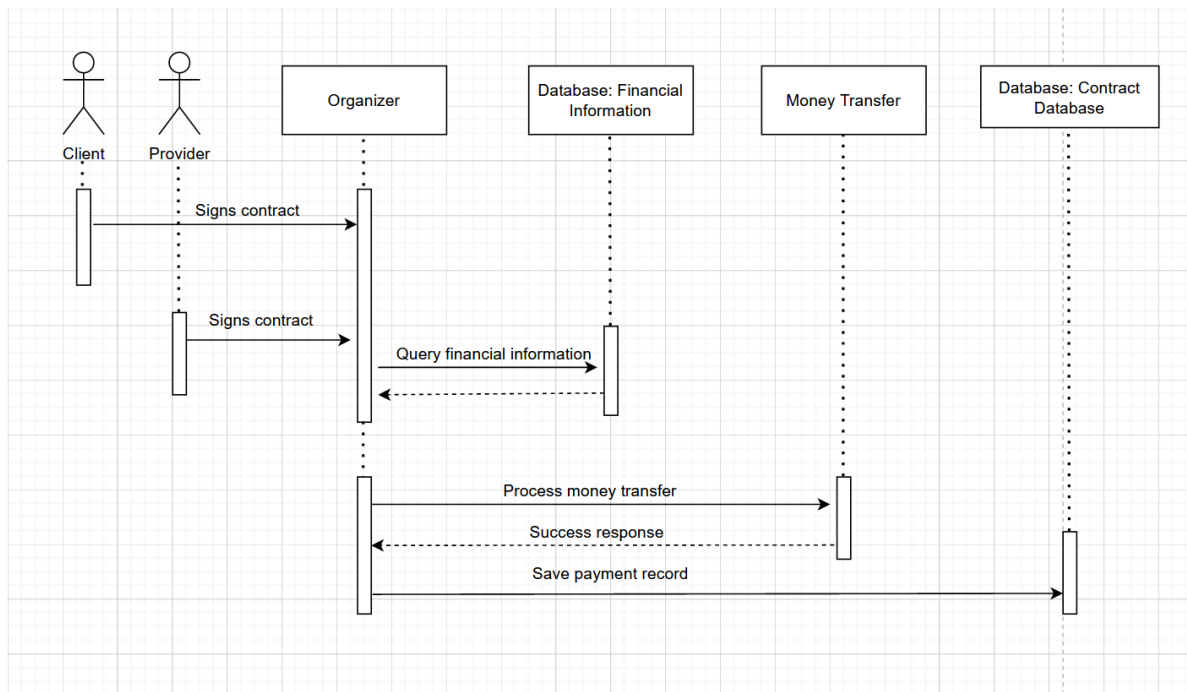 Client
Provider
Organizer
Database: Financial
Information
Money Transfer
Database: Contract
Database
Signs contract
Signs contract
Query financial information
Process money transfer
Success response
Save payment record